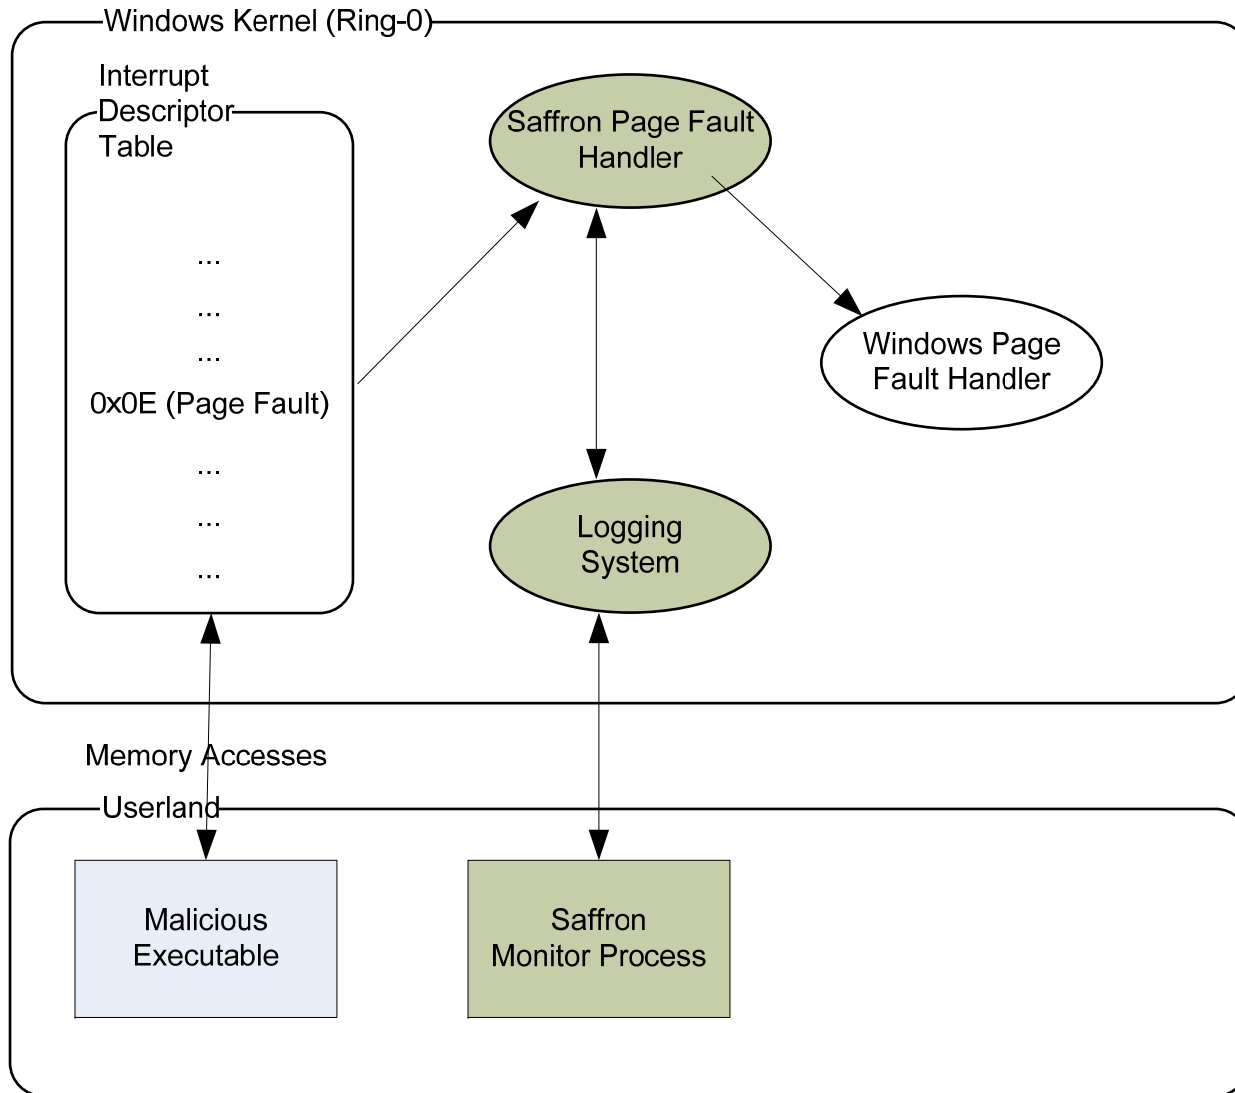 Windows Kernel (Ring-0)
Interrupt
Descriptor
Table
...
...
...
0x0E (Page Fault)
...
...
...
Saffron Page Fault
Handler
Windows Page
Fault Handler
Logging
System
Memory Accesses
Userland
Malicious
Executable
Saffron
Monitor Process